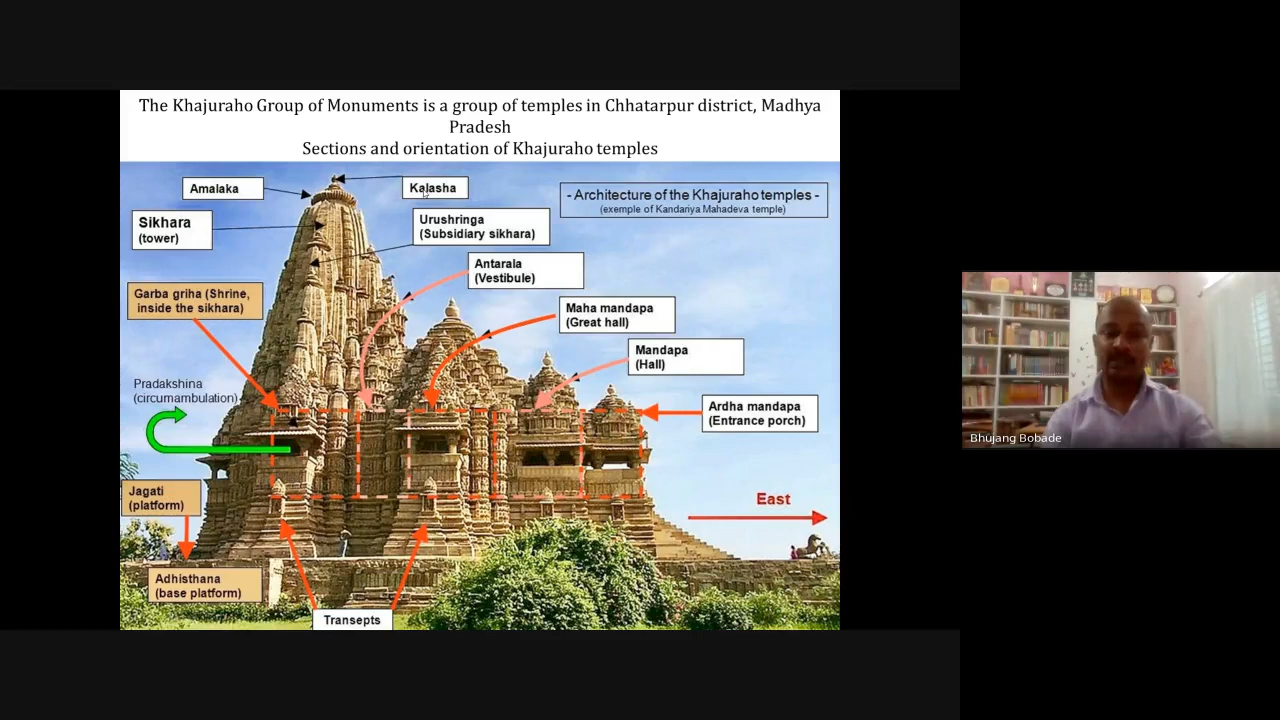 The Khajuraho Group of Monuments is a group of temples in Chhatarpur district, Madhya
Pradesh
Sections and orientation of Khajuraho temples
Amalaka
Kalasha
- Architecture of the Khajuraho temples -
(exemple of Kandariya Mahadeva temple)
Sikhara
(tower)
Urushringa
(Subsidiary sikhara)
Antarala
(Vestibule)
Garba griha (Shrine,
inside the sikhara)
Maha mandapa
(Great hall)
Mandapa
(Hall)
Pradakshina
(circumambulation)
Ardha mandapa
(Entrance porch)
Jagati
(platform)
East
Adhisthana
(base platform)
Transepts
Bhujang Bobade